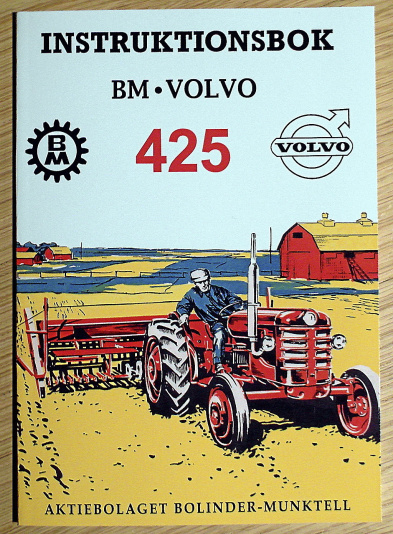 INSTRUKTIONSBOK
BM•VOLVO
BM
425
VOLVO
AKTIEBOLAGET BOLINDER-MUNKTELL